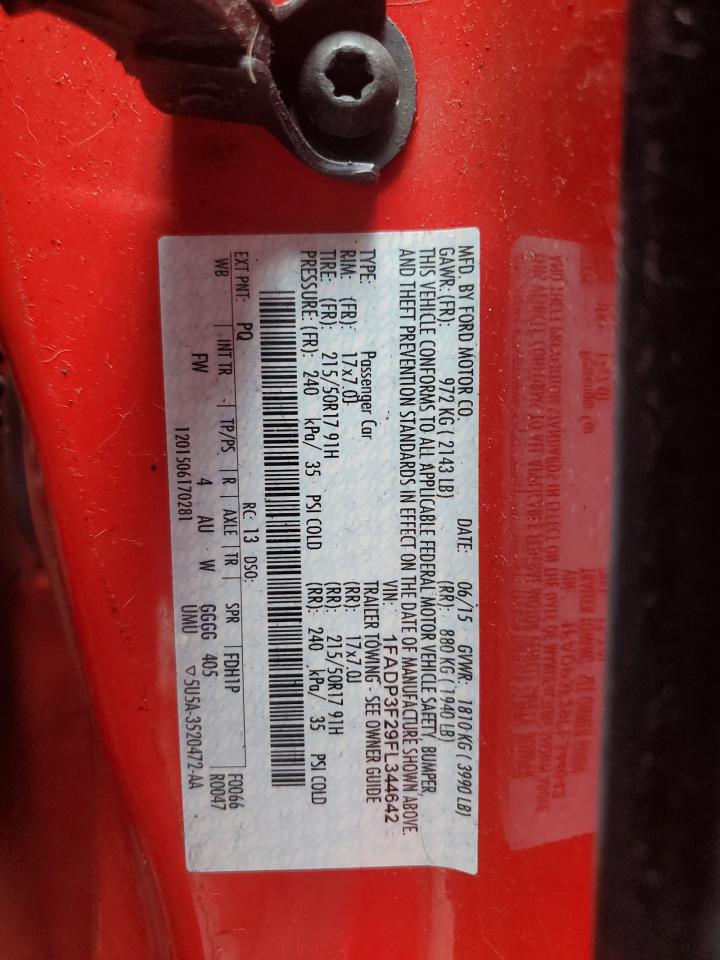 MFD. BY FORD MOTOR CO. DATE: 06/15 GVWR: 1810 KG ( 3990 LB)
GAWR: (FR): 972 KG ( 2143 LB) (RR): 880 KG ( 1940 LB)
THIS VEHICLE CONFORMS TO ALL APPLICABLE FEDERAL MOTOR VEHICLE SAFETY, BUMPER,
AND THEFT PREVENTION STANDARDS IN EFFECT ON THE DATE OF MANUFACTURE SHOWN ABOVE.
VIN: 1FADP3F29FL344642
TYPE: Passenger Car TRAILER TOWING - SEE OWNER GUIDE
RIM: (FR): 17x7.0J (RR): 17x7.0J
TIRE: (FR): 215/50R17 91H (RR): 215/50R17 91H
PRESSURE: (FR): 240 kPa/ 35 PSI COLD (RR): 240 kPa/ 35 PSI COLD
RC: 13 DSO: F0066
EXT PNT: PQ R0047
WB INT TR - TP/PS R AXLE TR SPR FDH1P
FW 4 AU W GGGG 405
UMU
1201506170281 ▽ 5U5A-3520472-AA